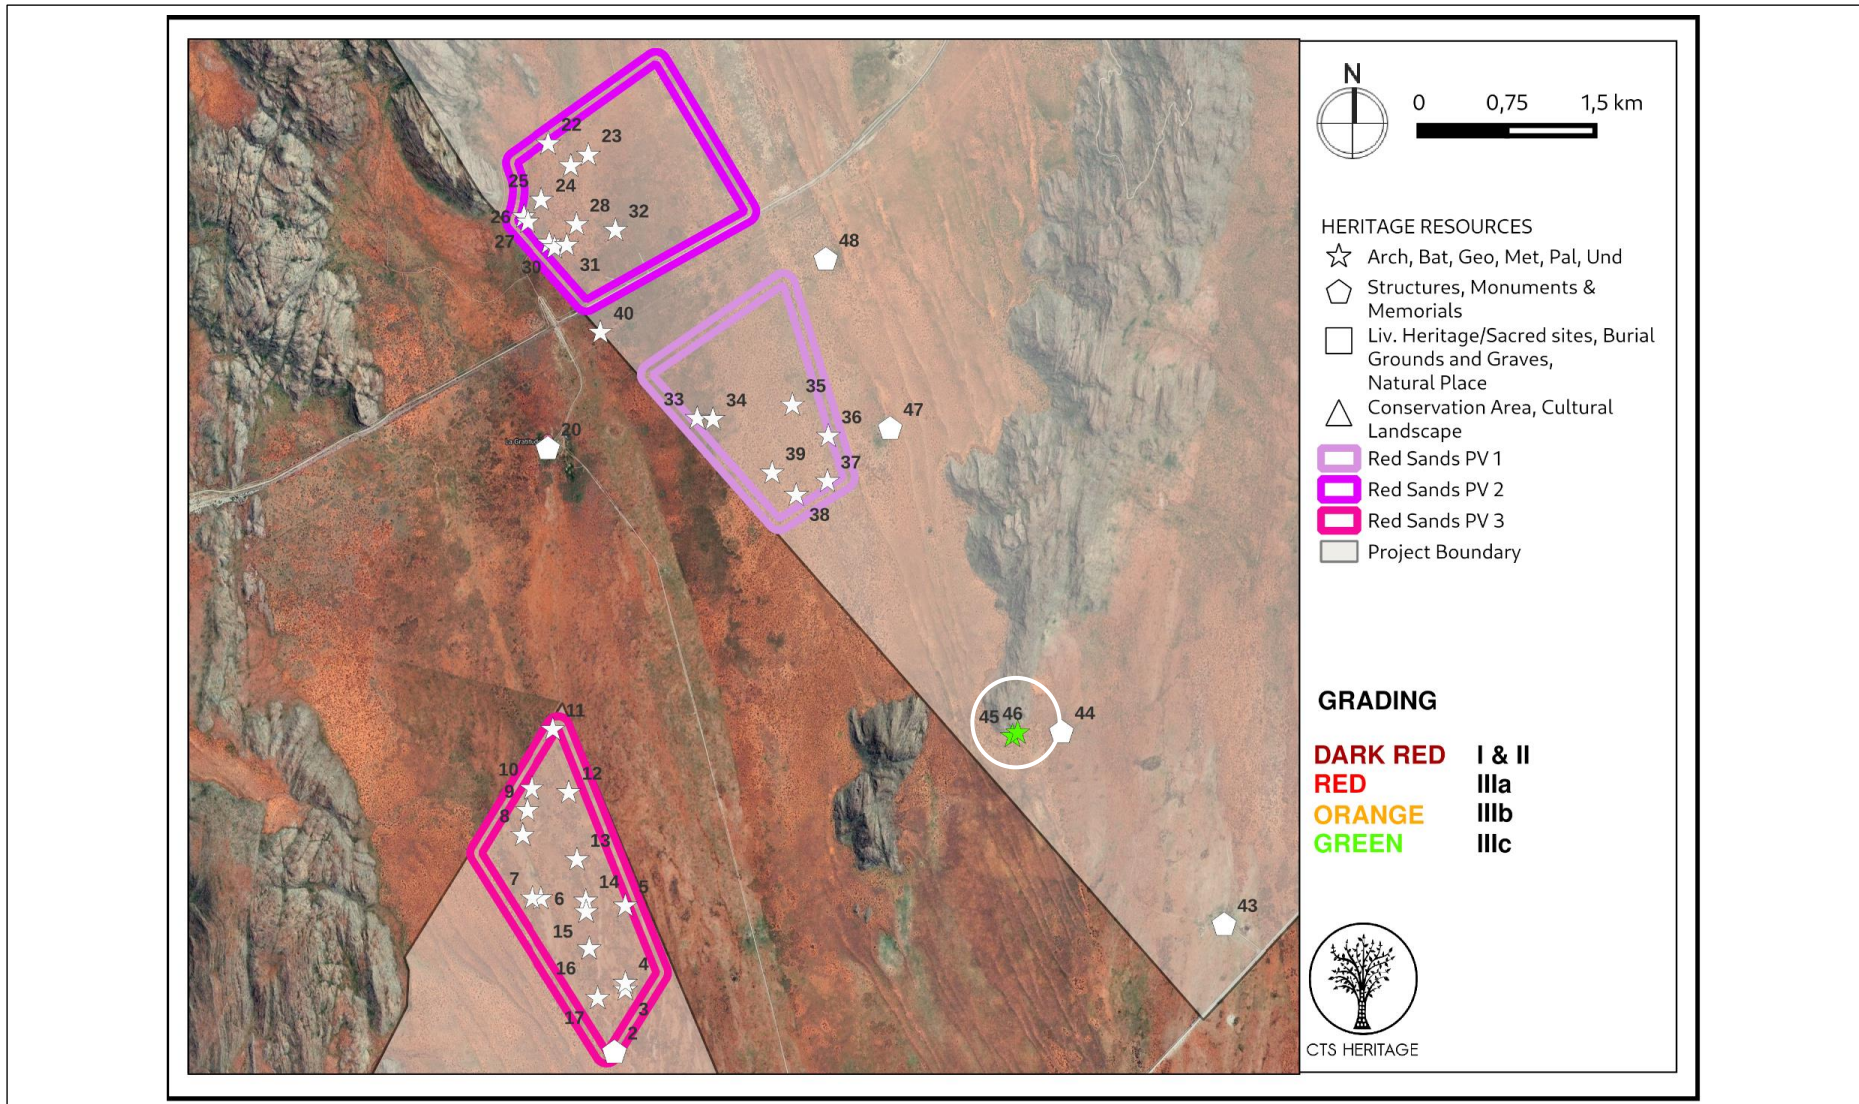 22
23
25
24
26
28
32
27
30
31
48
40
33
34
35
36
47
20
39
37
38
11
10
12
9
8
13
7
6
14
5
15
16
4
17
3
2
45 46
44
43
N
0 0,75 1,5 km
HERITAGE RESOURCES
Arch, Bat, Geo, Met, Pal, Und
Structures, Monuments &
Memorials
Liv. Heritage/Sacred sites, Burial
Grounds and Graves,
Natural Place
Conservation Area, Cultural
Landscape
Red Sands PV 1
Red Sands PV 2
Red Sands PV 3
Project Boundary
GRADING
DARK RED I & II
RED IIIa
ORANGE IIIb
GREEN IIIc
CTS HERITAGE